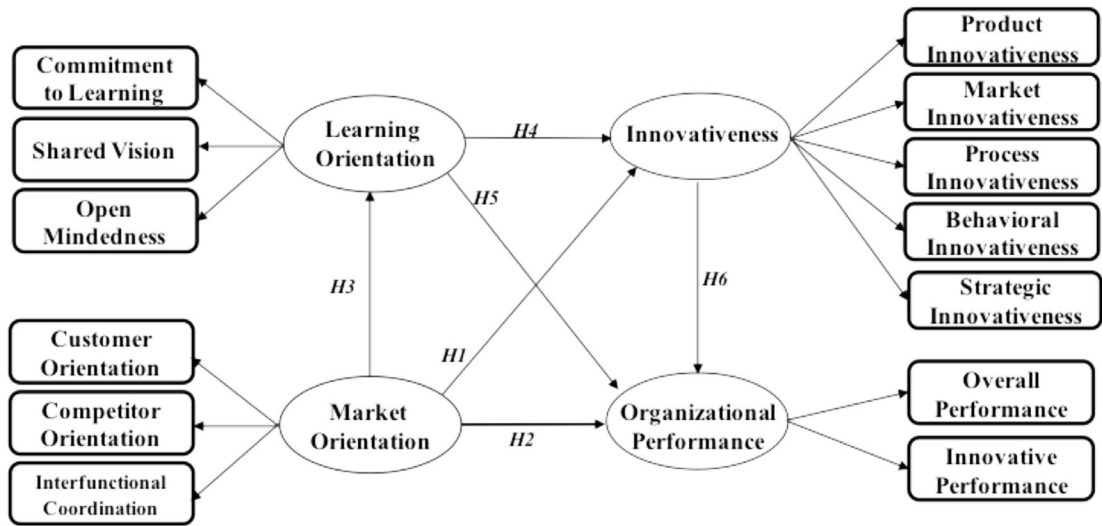 Commitment
to Learning
Shared Vision
Open
Mindedness
Learning
Orientation
H4
Innovativeness
Product
Innovativeness
Market
Innovativeness
Process
Innovativeness
Behavioral
Innovativeness
Strategic
Innovativeness
H5
H3
H6
H1
Customer
Orientation
Competitor
Orientation
Interfunctional
Coordination
Market
Orientation
H2
Organizational
Performance
Overall
Performance
Innovative
Performance